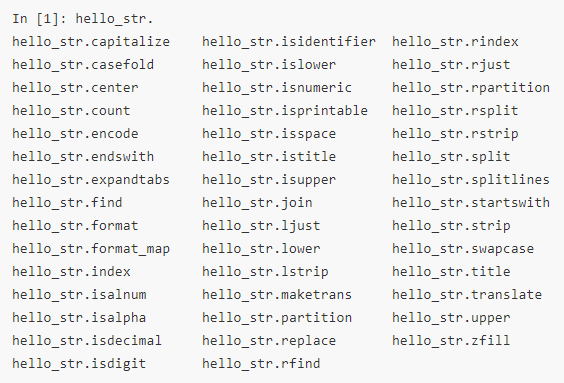 In [1]: hello_str.
hello_str.capitalize hello_str.isidentifier hello_str.rindex
hello_str.casefold hello_str.islower hello_str.rjust
hello_str.center hello_str.isnumeric hello_str.rpartition
hello_str.count hello_str.isprintable hello_str.rsplit
hello_str.encode hello_str.isspace hello_str.rstrip
hello_str.endswith hello_str.istitle hello_str.split
hello_str.expandtabs hello_str.isupper hello_str.splitlines
hello_str.find hello_str.join hello_str.startswith
hello_str.format hello_str.ljust hello_str.strip
hello_str.format_map hello_str.lower hello_str.swapcase
hello_str.index hello_str.lstrip hello_str.title
hello_str.isalnum hello_str.maketrans hello_str.translate
hello_str.isalpha hello_str.partition hello_str.upper
hello_str.isdecimal hello_str.replace hello_str.zfill
hello_str.isdigit hello_str.rfind